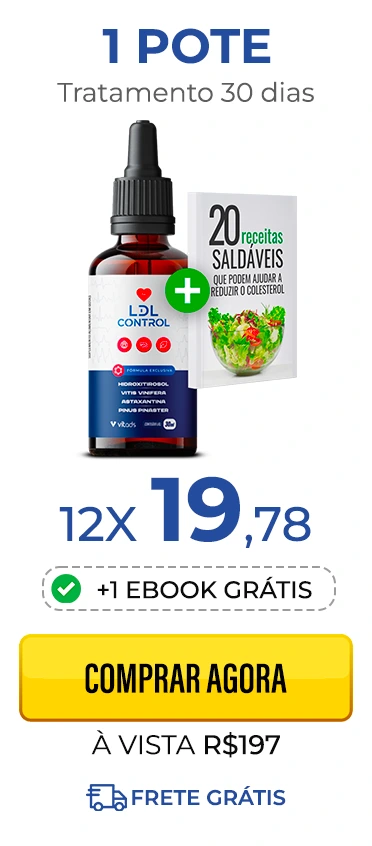 1 POTE
Tratamento 30 dias
20 receitas
SALDÁVEIS
QUE PODEM AJUDAR A
REDUZIR O COLESTEROL
LDL
CONTROL
FÓRMULA EXCLUSIVA
HIDROXITIROSOL
VITIS VINIFERA
ASTAXANTINA
PINUS PINASTER
vitads
12X 19,78
+1 EBOOK GRÁTIS
COMPRAR AGORA
À VISTA R$197
FRETE GRÁTIS